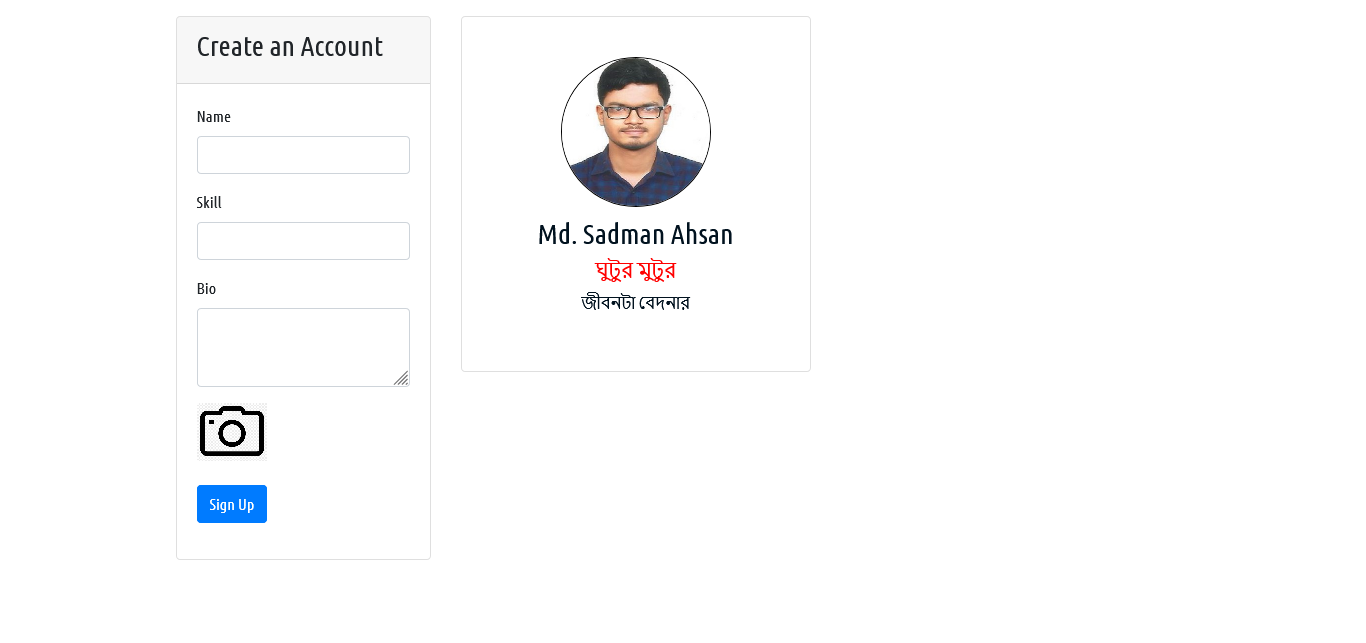 Create an Account
Name
Skill
Bio
Sign Up
Md. Sadman Ahsan
ঘুটুর মুটুর
জীবনটা বেদনার